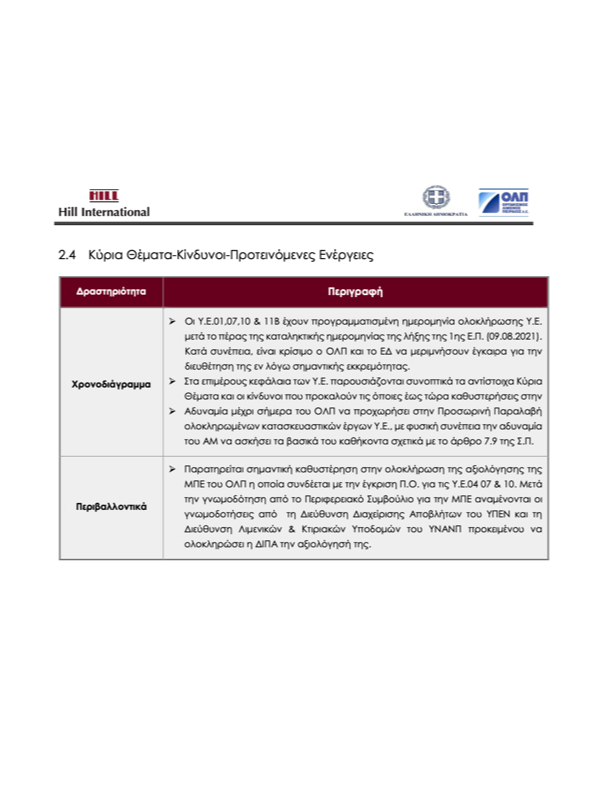 HILL
Hill International
ΕΛΛΗΝΙΚΗ ΔΗΜΟΚΡΑΤΙΑ
ΟΛΠ
ΟΡΓΑΝΙΣΜΟΣ
ΛΙΜΕΝΟΣ
ΠΕΙΡΑΙΩΣ Α.Ε.
2.4 Κύρια Θέματα-Κίνδυνοι-Προτεινόμενες Ενέργειες
Δραστηριότητα
Περιγραφή
Χρονοδιάγραμμα
➢ Οι Υ.Ε.01,07,10 & 11Β έχουν προγραμματισμένη ημερομηνία ολοκλήρωσης Υ.Ε.
μετά το πέρας της καταληκτικής ημερομηνίας της λήξης της 1ης Ε.Π. (09.08.2021).
Κατά συνέπεια, είναι κρίσιμο ο ΟΛΠ και το ΕΔ να μεριμνήσουν έγκαιρα για την
διευθέτηση της εν λόγω σημαντικής εκκρεμότητας.
➢ Στα επιμέρους κεφάλαια των Υ.Ε. παρουσιάζονται συνοπτικά τα αντίστοιχα Κύρια
Θέματα και οι κίνδυνοι που προκαλούν τις όποιες έως τώρα καθυστερήσεις στην
➢ Αδυναμία μέχρι σήμερα του ΟΛΠ να προχωρήσει στην Προσωρινή Παραλαβή
ολοκληρωμένων κατασκευαστικών έργων Υ.Ε., με φυσική συνέπεια την αδυναμία
του ΑΜ να ασκήσει τα βασικά του καθήκοντα σχετικά με το άρθρο 7.9 της Σ.Π.
Περιβαλλοντικά
➢ Παρατηρείται σημαντική καθυστέρηση στην ολοκλήρωση της αξιολόγησης της
ΜΠΕ του ΟΛΠ η οποία συνδέεται με την έγκριση Π.Ο. για τις Υ.Ε.04 07 & 10. Μετά
την γνωμοδότηση από το Περιφερειακό Συμβούλιο για την ΜΠΕ αναμένονται οι
γνωμοδοτήσεις από τη Διεύθυνση Διαχείρισης Αποβλήτων του ΥΠΕΝ και τη
Διεύθυνση Λιμενικών & Κτιριακών Υποδομών του ΥΝΑΝΠ προκειμένου να
ολοκληρώσει η ΔΙΠΑ την αξιολόγησή της.